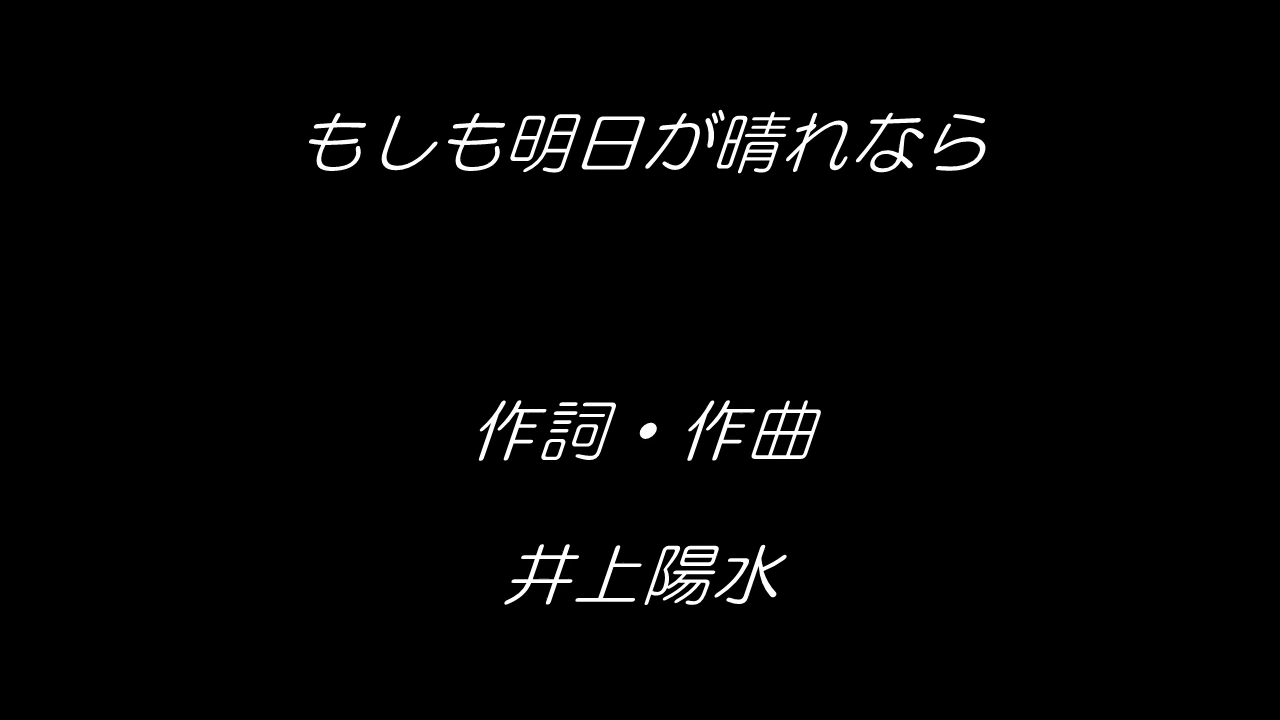 もしも明日が晴れなら
作詞・作曲
井上陽水